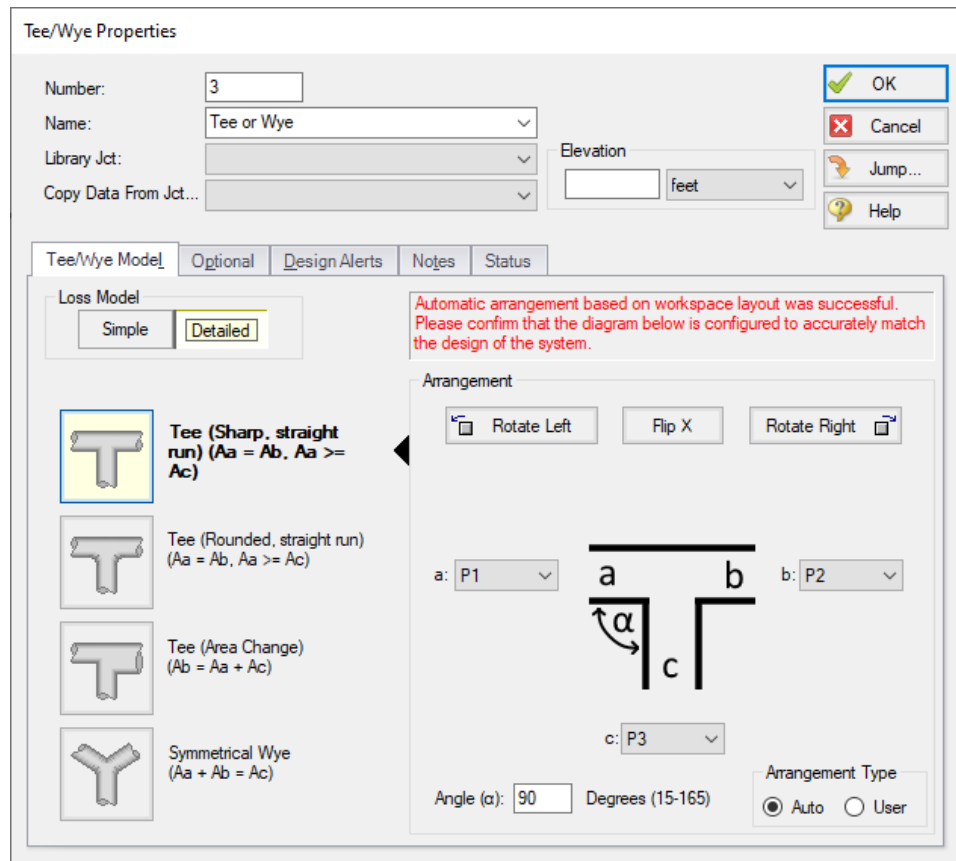 Tee/Wye Properties
Number:
3
OK
Name:
Tee or Wye
Cancel
Library Jct:
Elevation
feet
Jump...
Copy Data From Jct...
Help
Tee/Wye Model
Optional
Design Alerts
Notes
Status
Loss Model
Simple
Detailed
Automatic arrangement based on workspace layout was successful.
Please confirm that the diagram below is configured to accurately match
the design of the system.
Arrangement
Rotate Left
Flip X
Rotate Right
Tee (Sharp, straight
run) (Aa = Ab, Aa >=
Ac)
Tee (Rounded, straight run)
(Aa = Ab, Aa >= Ac)
a: P1
a
b
b: P2
α
c
Tee (Area Change)
(Ab = Aa + Ac)
c: P3
Symmetrical Wye
(Aa + Ab = Ac)
Angle (α): 90 Degrees (15-165)
Arrangement Type
Auto
User